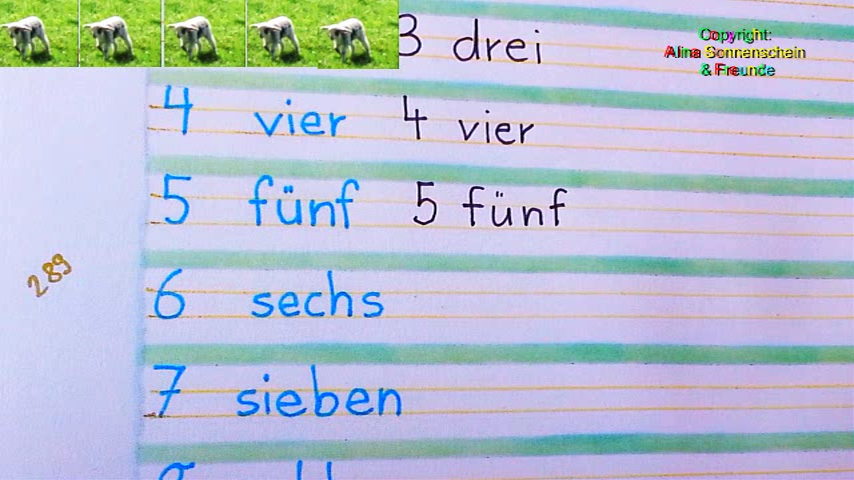 3 drei
Copyright:
Alina Sonnenschein
& Freunde
4 vier 4 vier
5 fünf 5 fünf
289
6 sechs
7 sieben